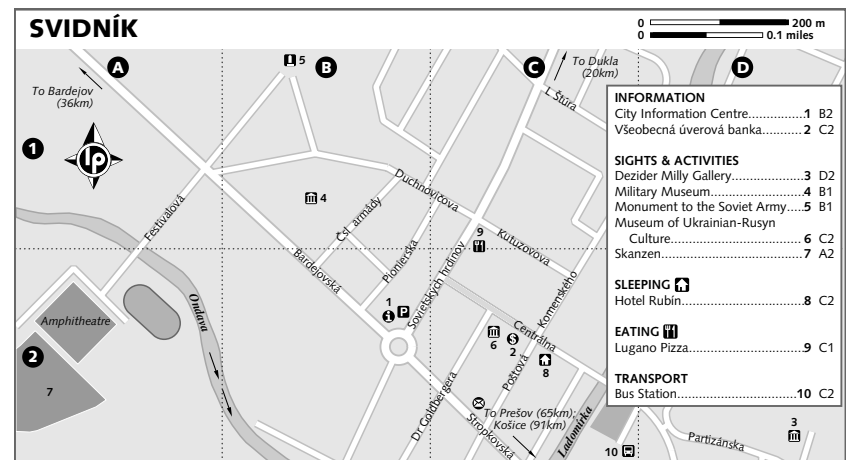 SVIDNÍK
0 200 m
0 0.1 miles
A
B
C
D
1
2
To Bardejov
(36km)
lp
5
To Dukla
(20km)
L Štúra
Festivalová
4
Čsl armády
Duchnovičova
9
Kutuzovova
Bardejovská
Pionierska
Sovietskych hrdinov
Komenského
Ondava
Amphitheatre
7
1
P
Centrálna
6
2
8
Poštová
Dr Goldbergera
Stropkovská
To Prešov (65km);
Košice (91km)
Ladomírka
10
Partizánska
3
INFORMATION
City Information Centre.....................1 B2
Všeobecná úverová banka............2 C2
SIGHTS & ACTIVITIES
Dezider Milly Gallery.......................3 D2
Military Museum............................4 B1
Monument to the Soviet Army.....5 B1
Museum of Ukrainian-Rusyn
Culture...................................6 C2
Skanzen........................................7 A2
SLEEPING
Hotel Rubín...................................8 C2
EATING
Lugano Pizza.................................9 C1
TRANSPORT
Bus Station..................................10 C2